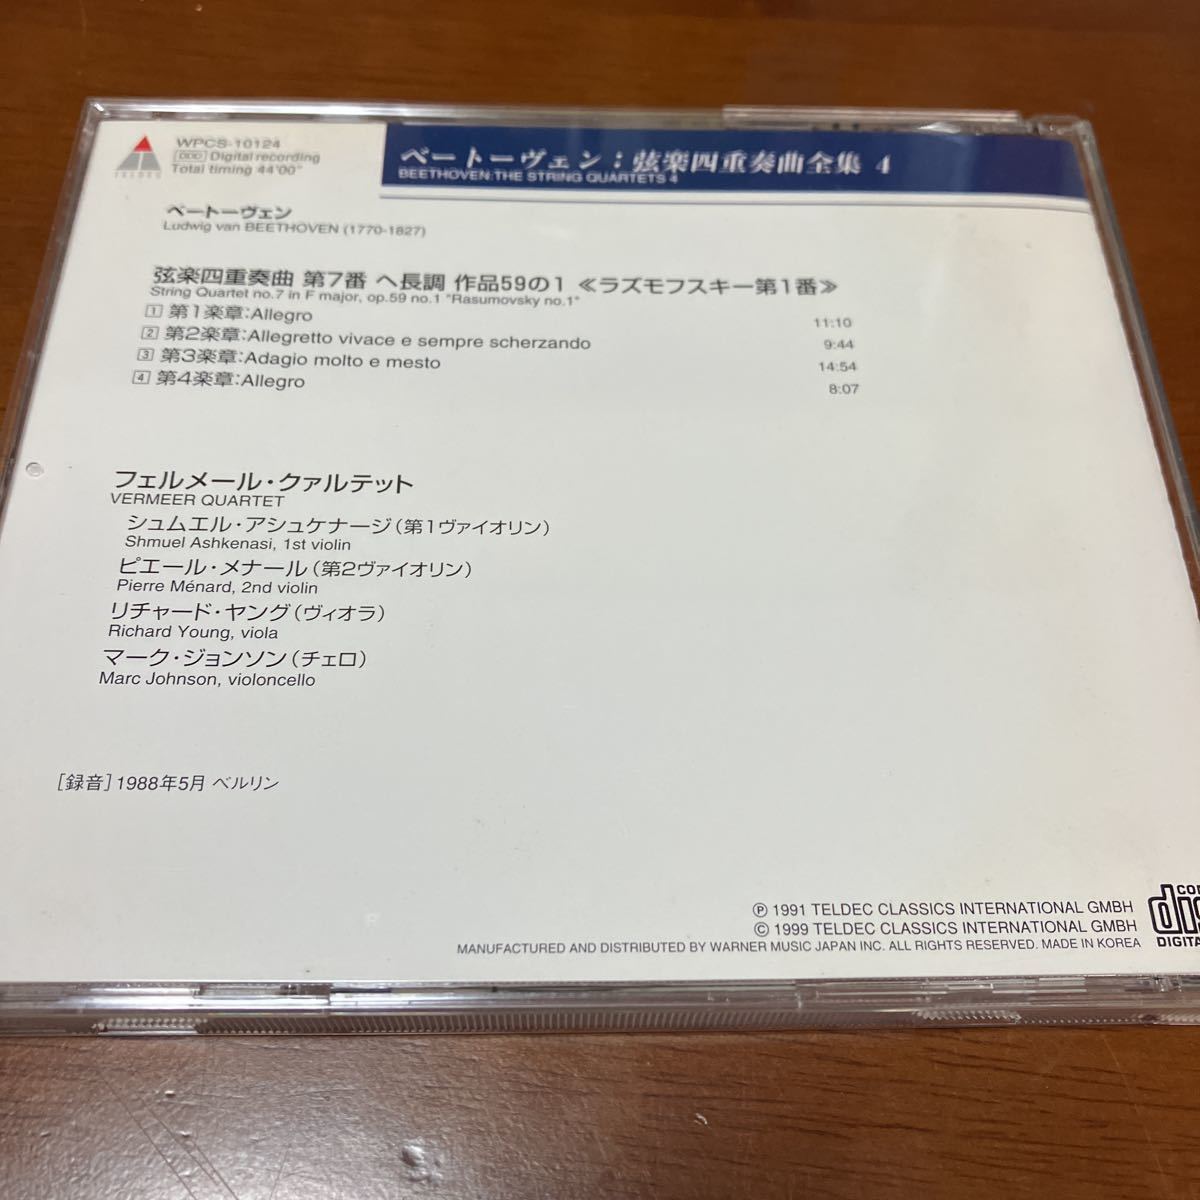 WPCS-10124
DDD Digital recording
Total timing 44'00"
TELDEC
ベートーヴェン:弦楽四重奏曲全集 4
BEETHOVEN:THE STRING QUARTETS 4
ベートーヴェン
Ludwig van BEETHOVEN (1770-1827)
弦楽四重奏曲 第7番 ヘ長調 作品59の1 ≪ラズモフスキー第1番≫
String Quartet no.7 in F major, op.59 no.1 "Rasumovsky no.1"
1 第1楽章:Allegro 11:10
2 第2楽章:Allegretto vivace e sempre scherzando 9:44
3 第3楽章:Adagio molto e mesto 14:54
4 第4楽章:Allegro 8:07
フェルメール・クァルテット
VERMEER QUARTET
シュムエル・アシュケナージ(第1ヴァイオリン)
Shmuel Ashkenasi, 1st violin
ピエール・メナール(第2ヴァイオリン)
Pierre Ménard, 2nd violin
リチャード・ヤング(ヴィオラ)
Richard Young, viola
マーク・ジョンソン(チェロ)
Marc Johnson, violoncello
[録音]1988年5月 ベルリン
Ⓟ 1991 TELDEC CLASSICS INTERNATIONAL GMBH
© 1999 TELDEC CLASSICS INTERNATIONAL GMBH
MANUFACTURED AND DISTRIBUTED BY WARNER MUSIC JAPAN INC. ALL RIGHTS RESERVED. MADE IN KOREA